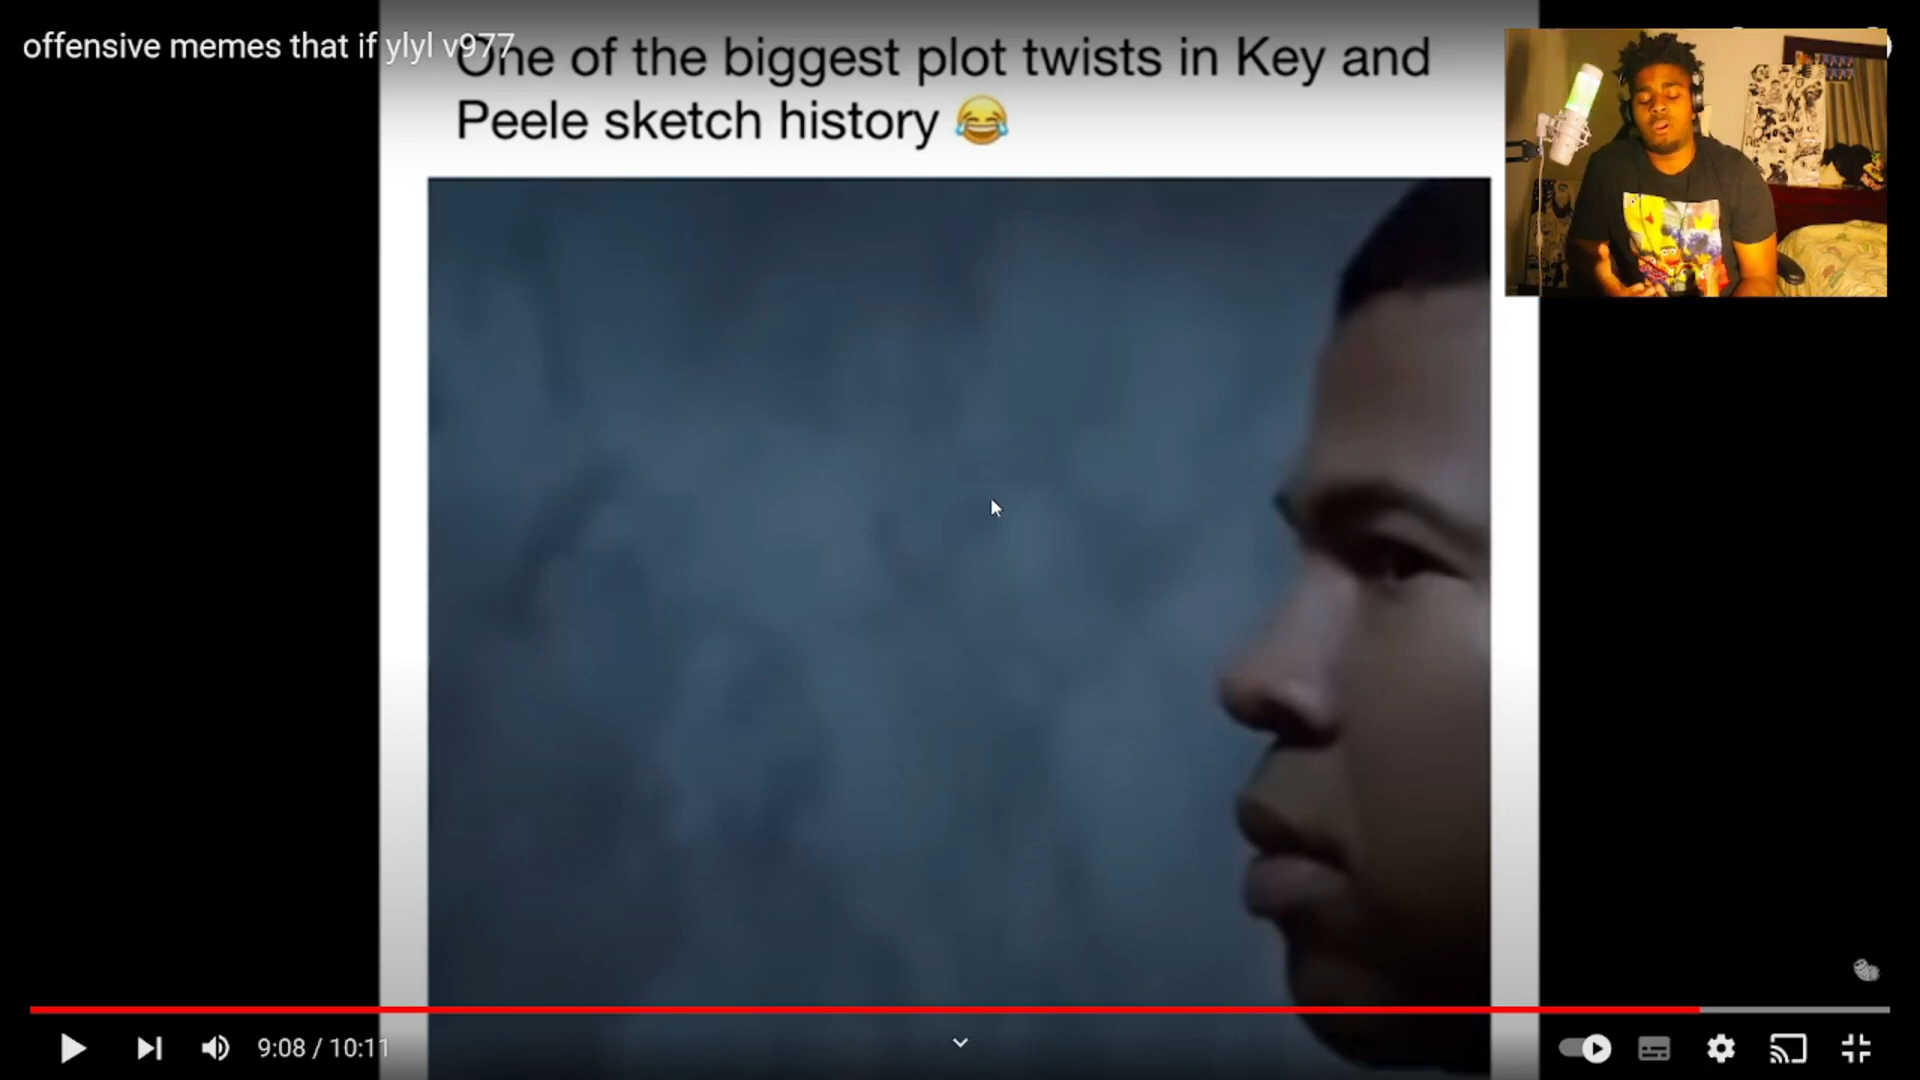 offensive memes that if ylyl v977
One of the biggest plot twists in Key and
Peele sketch history 😂
9:08 / 10:11